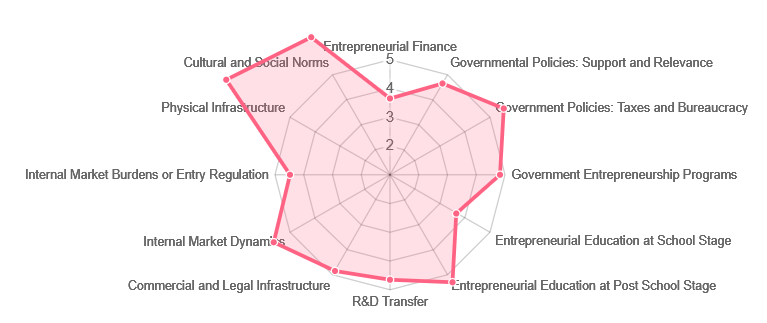 Entrepreneurial Finance
Cultural and Social Norms
5
Governmental Policies: Support and Relevance
4
Physical Infrastructure
3
Government Policies: Taxes and Bureaucracy
2
Internal Market Burdens or Entry Regulation
Government Entrepreneurship Programs
Internal Market Dynamics
Entrepreneurial Education at School Stage
Commercial and Legal Infrastructure
Entrepreneurial Education at Post School Stage
R&D Transfer